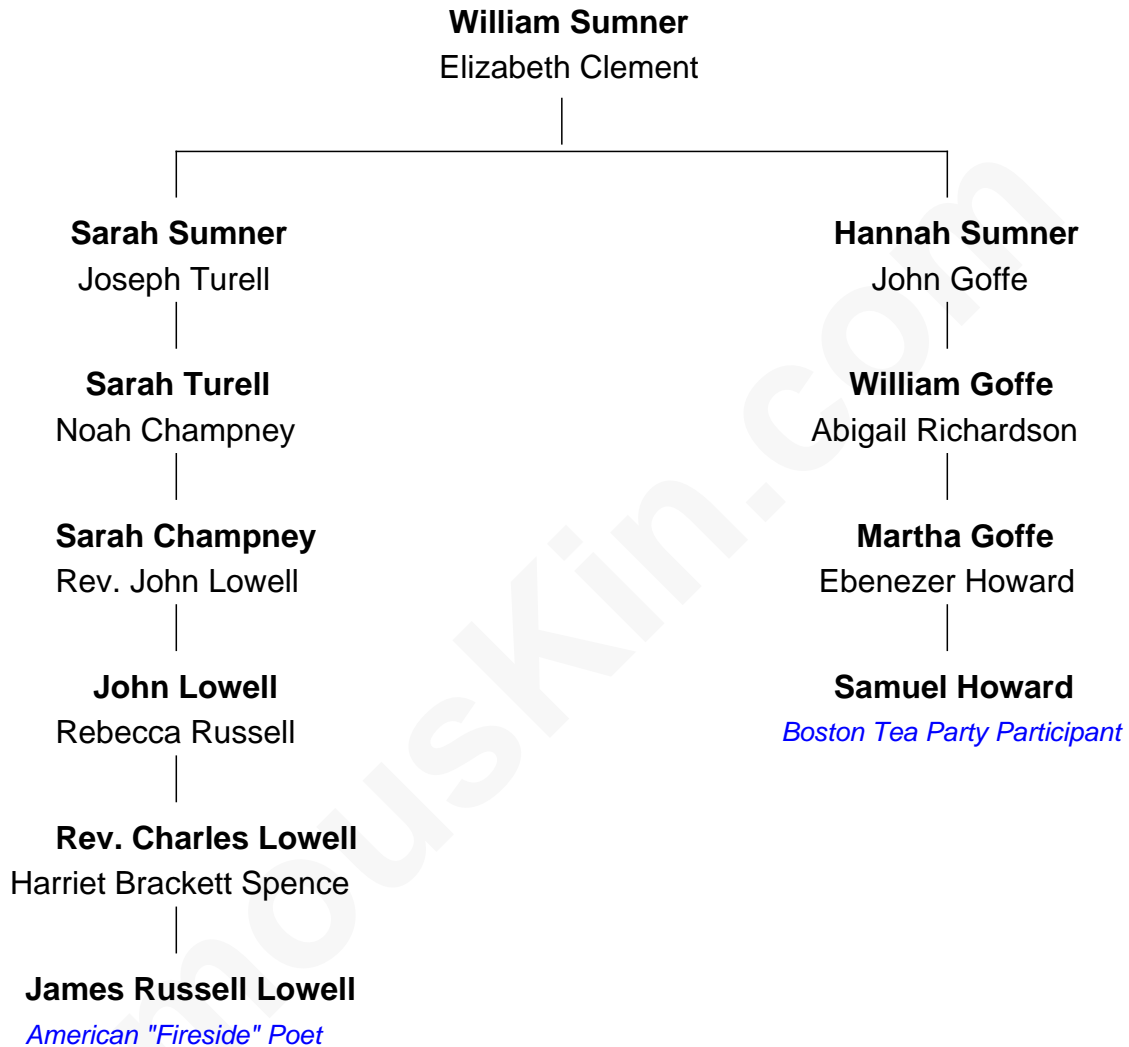 William Sumner
Elizabeth Clement
Sarah Sumner
Joseph Turell
Hannah Sumner
John Goffe
Sarah Turell
Noah Champney
William Goffe
Abigail Richardson
Sarah Champney
Rev. John Lowell
Martha Goffe
Ebenezer Howard
John Lowell
Rebecca Russell
Samuel Howard
Boston Tea Party Participant
Rev. Charles Lowell
Harriet Brackett Spence
James Russell Lowell
American "Fireside" Poet
mouskin.com